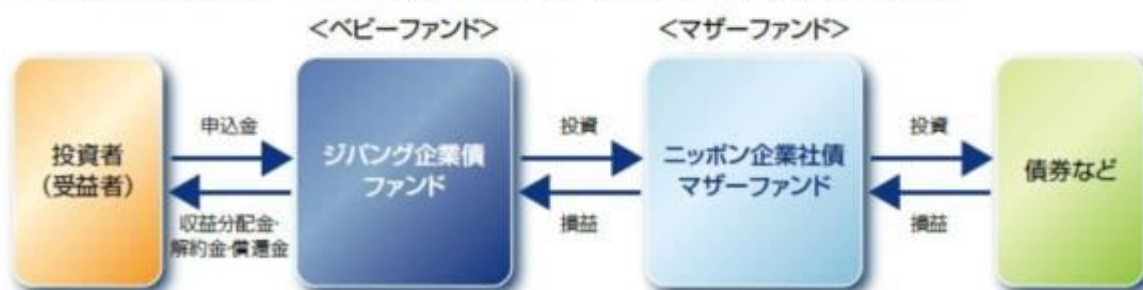 <ベビーファンド>
<マザーファンド>
投資者
(受益者)
申込金
収益分配金・
解約金・償還金
ジパング企業債
ファンド
投資
損益
ニッポン企業社債
マザーファンド
投資
損益
債券など